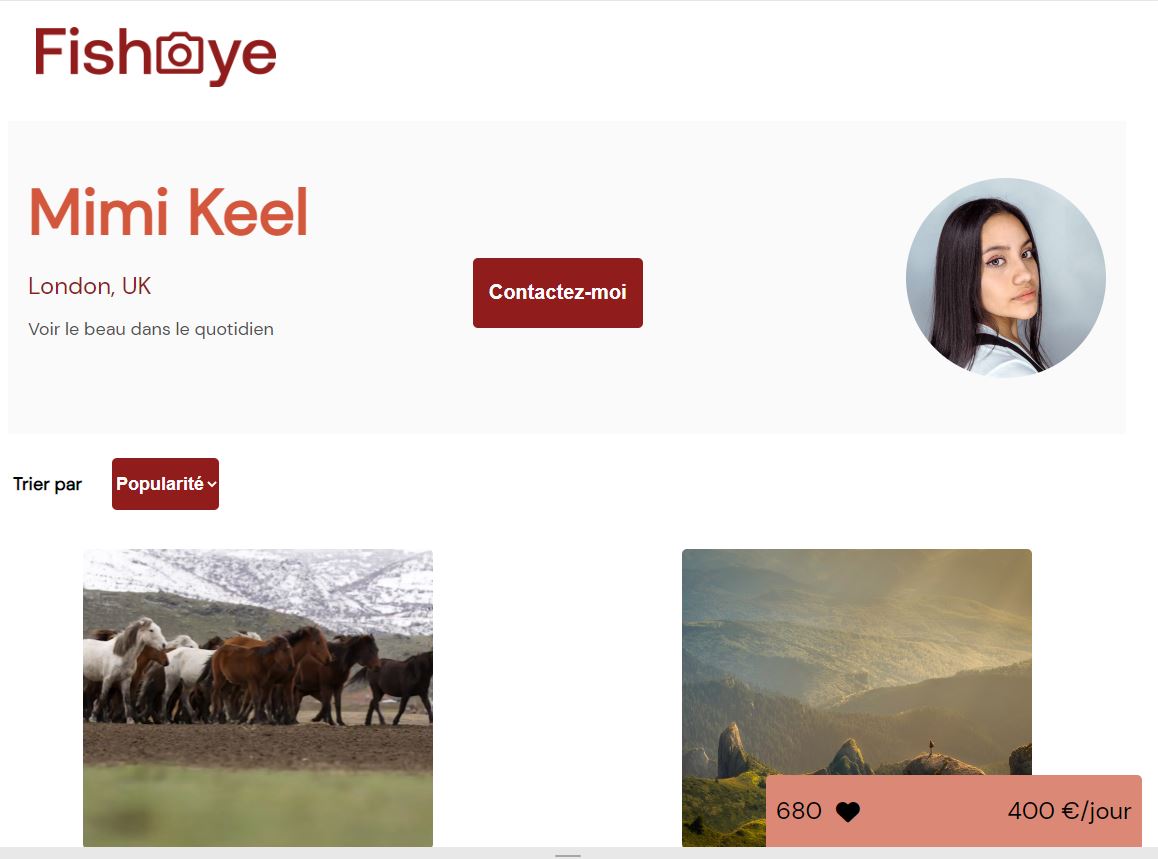 Fisheye
Mimi Keel
London, UK
Voir le beau dans le quotidien
Contactez-moi
Trier par
Popularité
680
400 €/jour